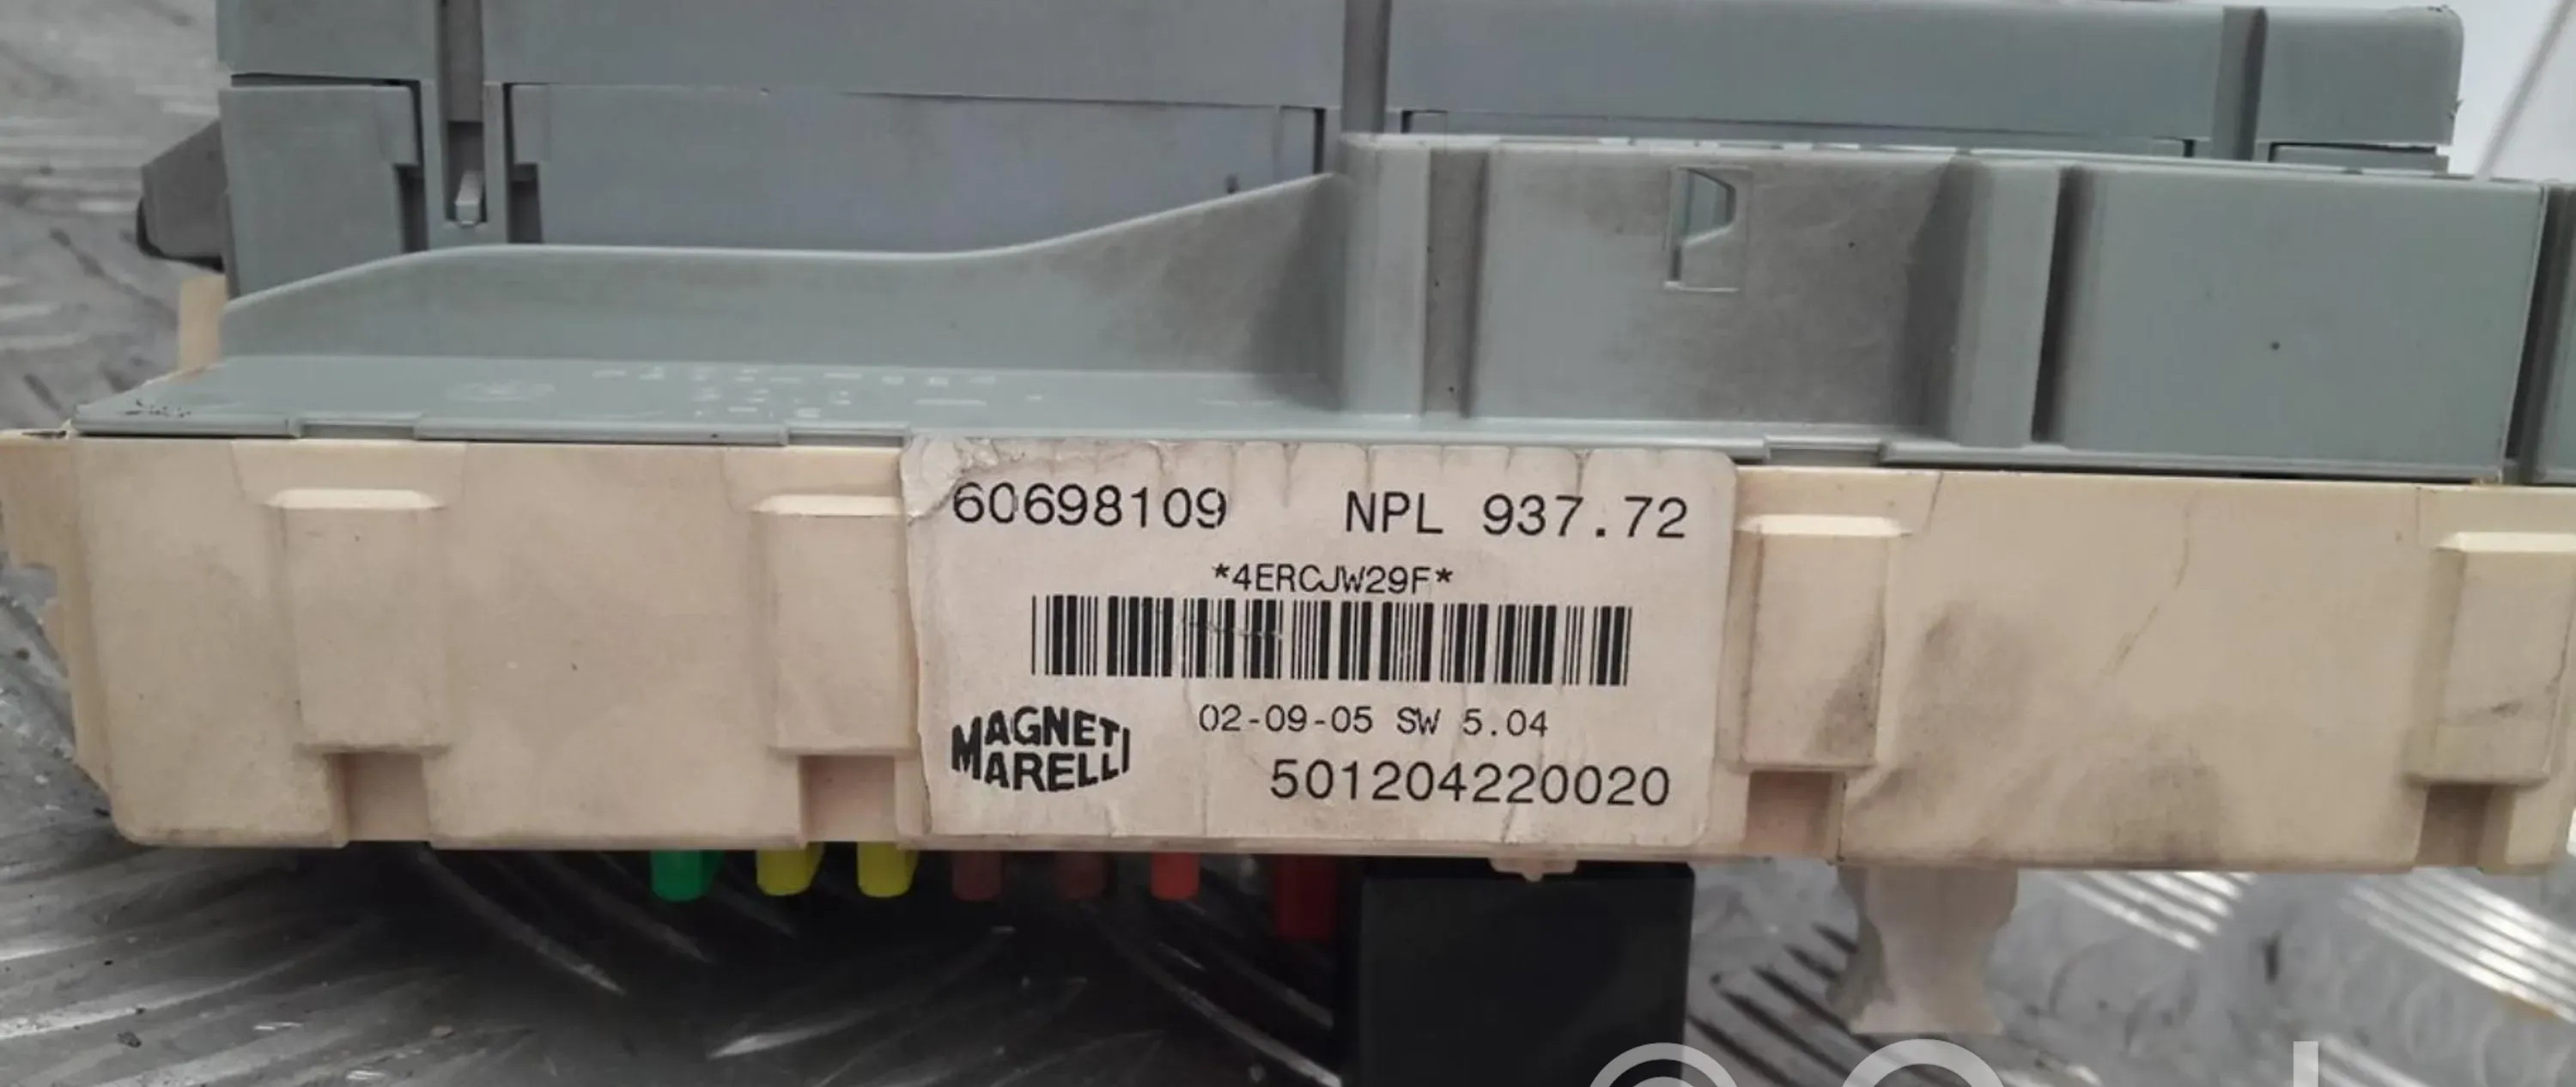 60698109 NPL 937.72
*4ERCJW29F*
02-09-05 SW 5.04
MAGNETI
MARELLI
501204220020